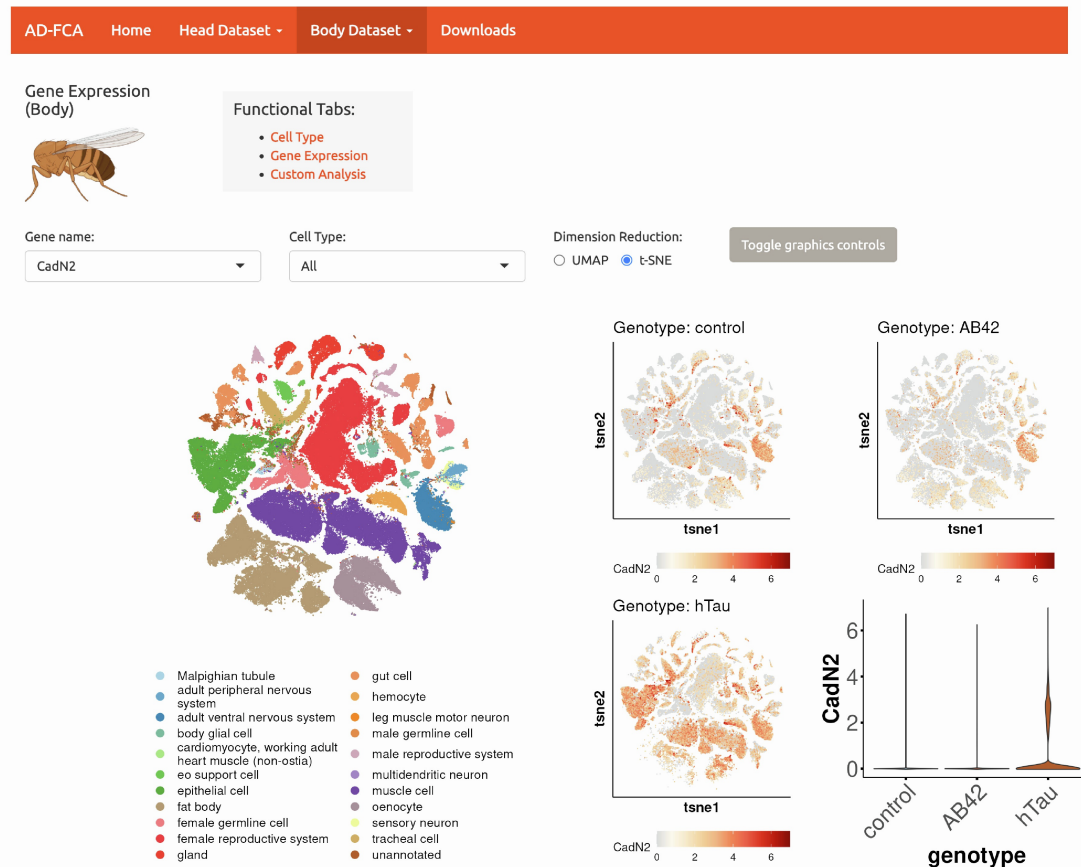 AD-FCA Home Head Dataset Body Dataset Downloads
Gene Expression
(Body)
Functional Tabs:
Cell Type
Gene Expression
Custom Analysis
Gene name:
CadN2
Cell Type:
All
Dimension Reduction:
UMAP t-SNE
Toggle graphics controls
Genotype: control
tsne2
tsne1
CadN2
0 2 4 6
Genotype: AB42
tsne2
tsne1
CadN2
0 2 4 6
Genotype: hTau
tsne2
tsne1
CadN2
0 2 4 6
CadN2
6
4
2
0
control
AB42
hTau
genotype
Malpighian tubule
adult peripheral nervous
system
adult ventral nervous system
body glial cell
cardiomyocyte, working adult
heart muscle (non-ostia)
eo support cell
epithelial cell
fat body
female germline cell
female reproductive system
gland
gut cell
hemocyte
leg muscle motor neuron
male germline cell
male reproductive system
multidendritic neuron
muscle cell
oenocyte
sensory neuron
tracheal cell
unannotated